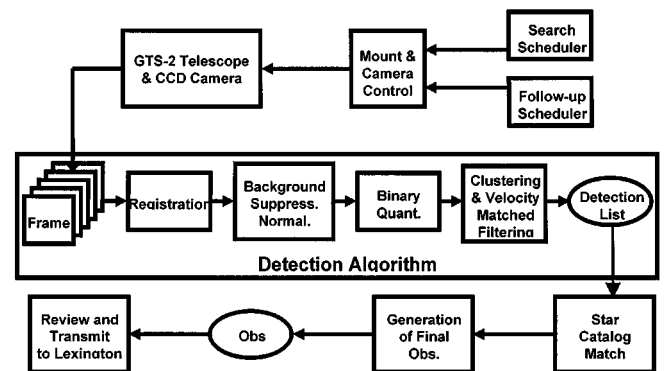 Search
Scheduler
GTS-2 Telescope
& CCD Camera
Mount &
Camera
Control
Follow-up
Scheduler
Frame
Registration
Background
Suppress.
Normal.
Binary
Quant.
Clustering
& Velocity
Matched
Filtering
Detection
List
Detection Algorithm
Review and
Transmit
to Lexington
Obs
Generation
of Final
Obs.
Star
Catalog
Match